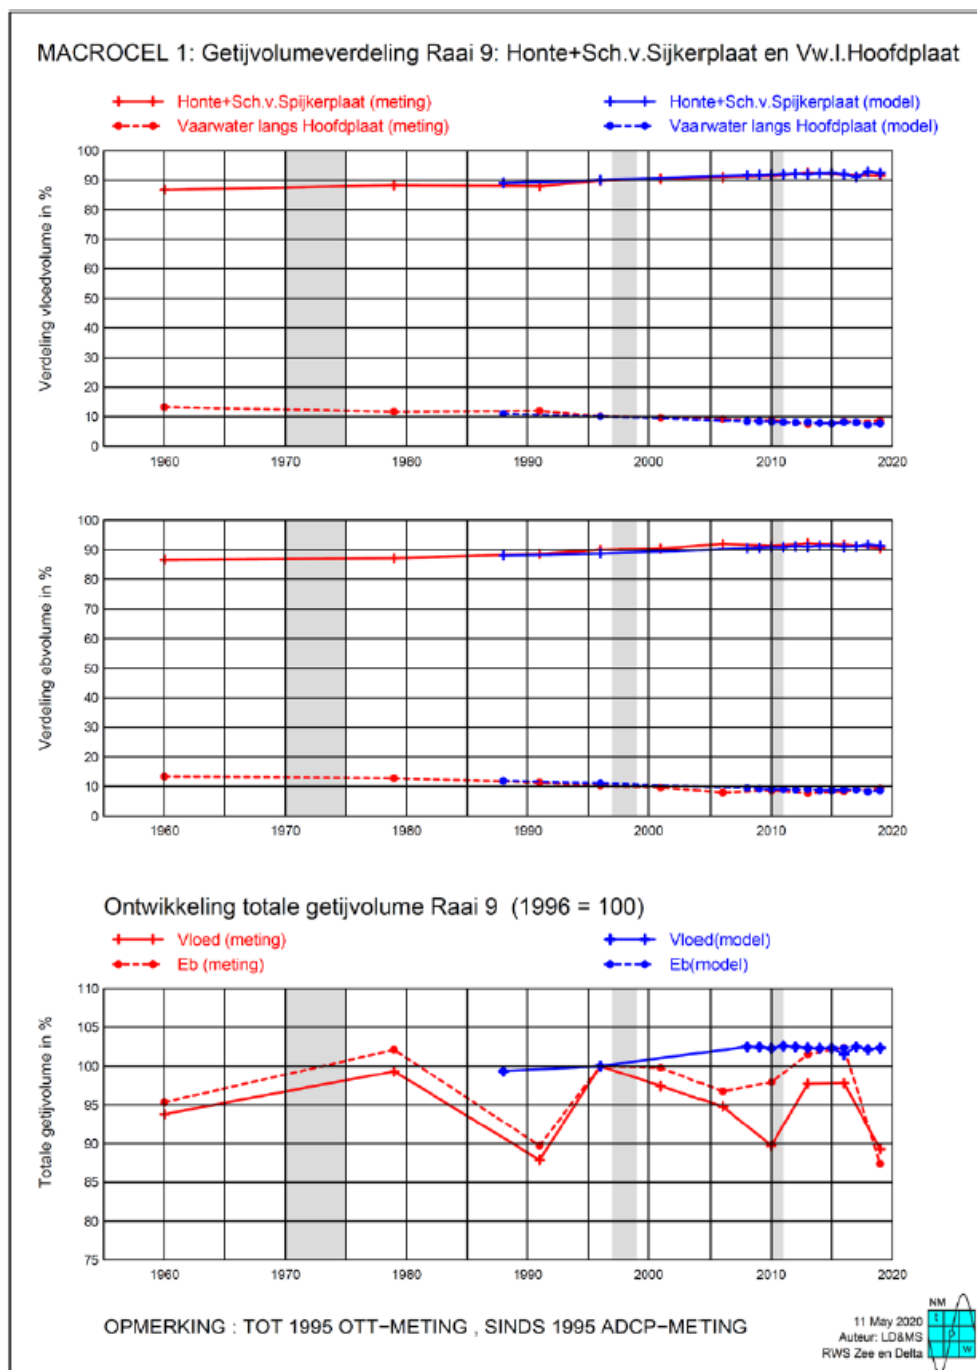 MACROCEL 1: Getijvolumeverdeling Raai 9: Honte+Sch.v.Sijkerplaat en Vw.l.Hoofdplaat
Honte+Sch.v.Spijkerplaat (meting)
Honte+Sch.v.Spijkerplaat (model)
Vaarwater langs Hoofdplaat (meting)
Vaarwater langs Hoofdplaat (model)
Verdeling vloedvolume in %
100
90
80
70
60
50
40
30
20
10
0
1960 1970 1980 1990 2000 2010 2020
Verdeling ebvolume in %
100
90
80
70
60
50
40
30
20
10
0
1960 1970 1980 1990 2000 2010 2020
Ontwikkeling totale getijvolume Raai 9 (1996 = 100)
Vloed (meting)
Vloed(model)
Eb (meting)
Eb(model)
Totale getijvolume in %
110
105
100
95
90
85
80
75
1960 1970 1980 1990 2000 2010 2020
OPMERKING : TOT 1995 OTT-METING , SINDS 1995 ADCP-METING
11 May 2020
Auteur: LD&MS
RWS Zee en Delta
NM
t
w